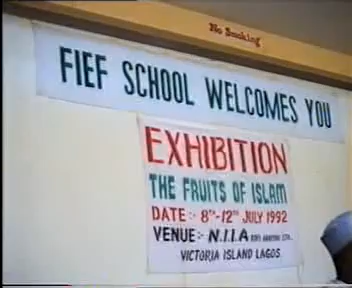 No Smoking
FIEF SCHOOL WELCOMES YOU
EXHIBITION
THE FRUITS OF ISLAM
DATE:- 8TH-12TH JULY 1992
VENUE:- N.I.I.A
VICTORIA ISLAND LAGOS.